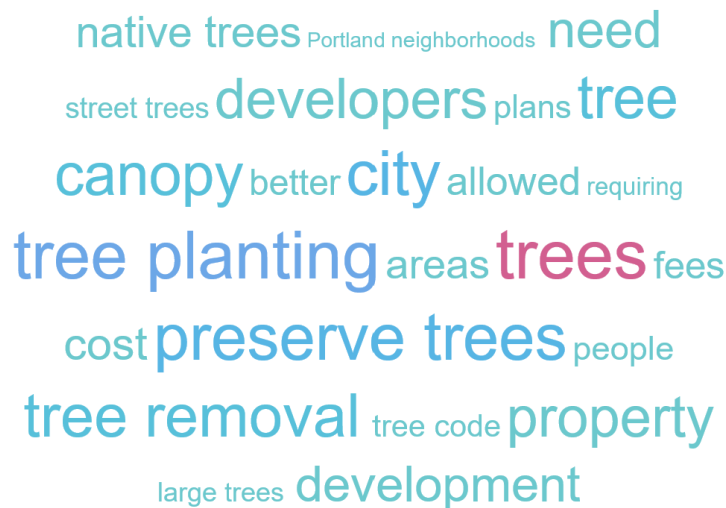 native trees Portland neighborhoods need
street trees developers plans tree
canopy better city allowed requiring
tree planting areas trees fees
cost preserve trees people
tree removal tree code property
large trees development